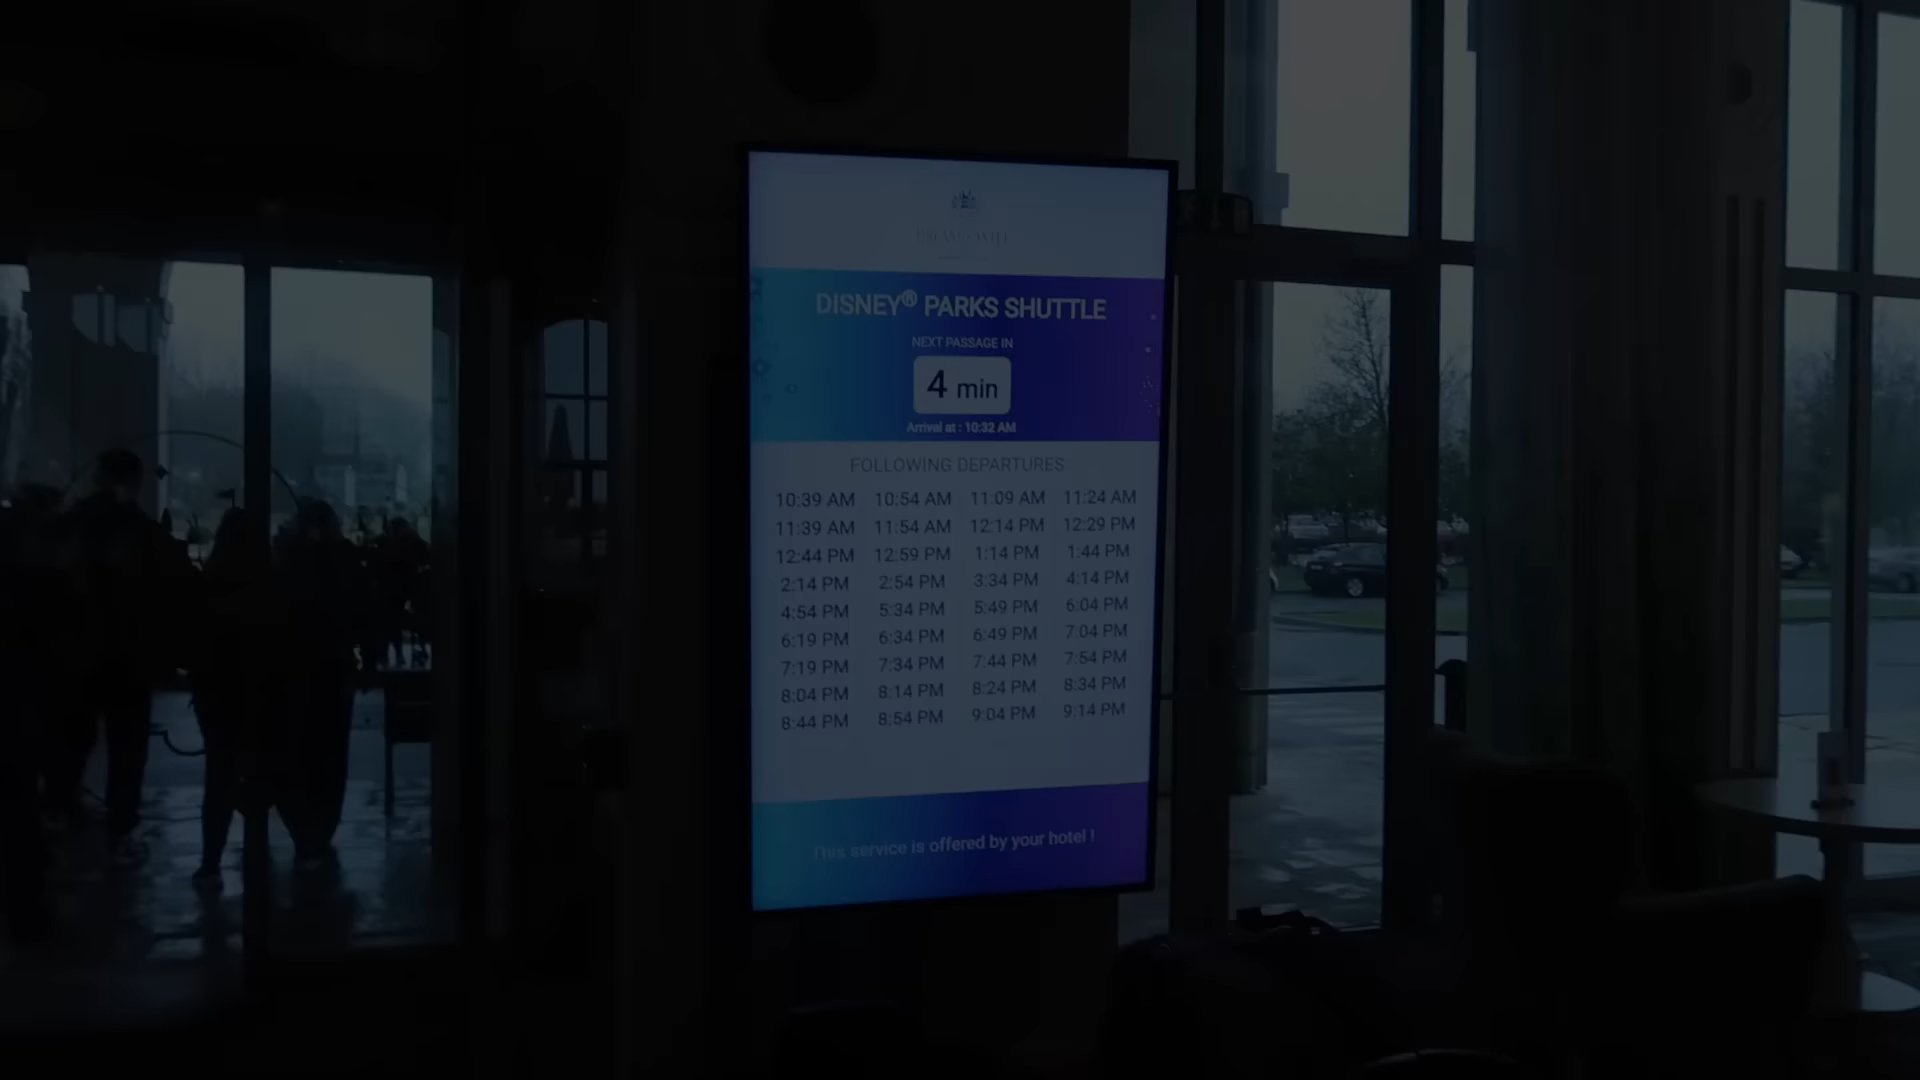 DISNEY® PARKS SHUTTLE
NEXT PASSAGE IN
4 min
Arrival at : 10:32 AM
FOLLOWING DEPARTURES
10:39 AM 10:54 AM 11:09 AM 11:24 AM
11:39 AM 11:54 AM 12:14 PM 12:29 PM
12:44 PM 12:59 PM 1:14 PM 1:44 PM
2:14 PM 2:54 PM 3:34 PM 4:14 PM
4:54 PM 5:34 PM 5:49 PM 6:04 PM
6:19 PM 6:34 PM 6:49 PM 7:04 PM
7:19 PM 7:34 PM 7:44 PM 7:54 PM
8:04 PM 8:14 PM 8:24 PM 8:34 PM
8:44 PM 8:54 PM 9:04 PM 9:14 PM
This service is offered by your hotel !